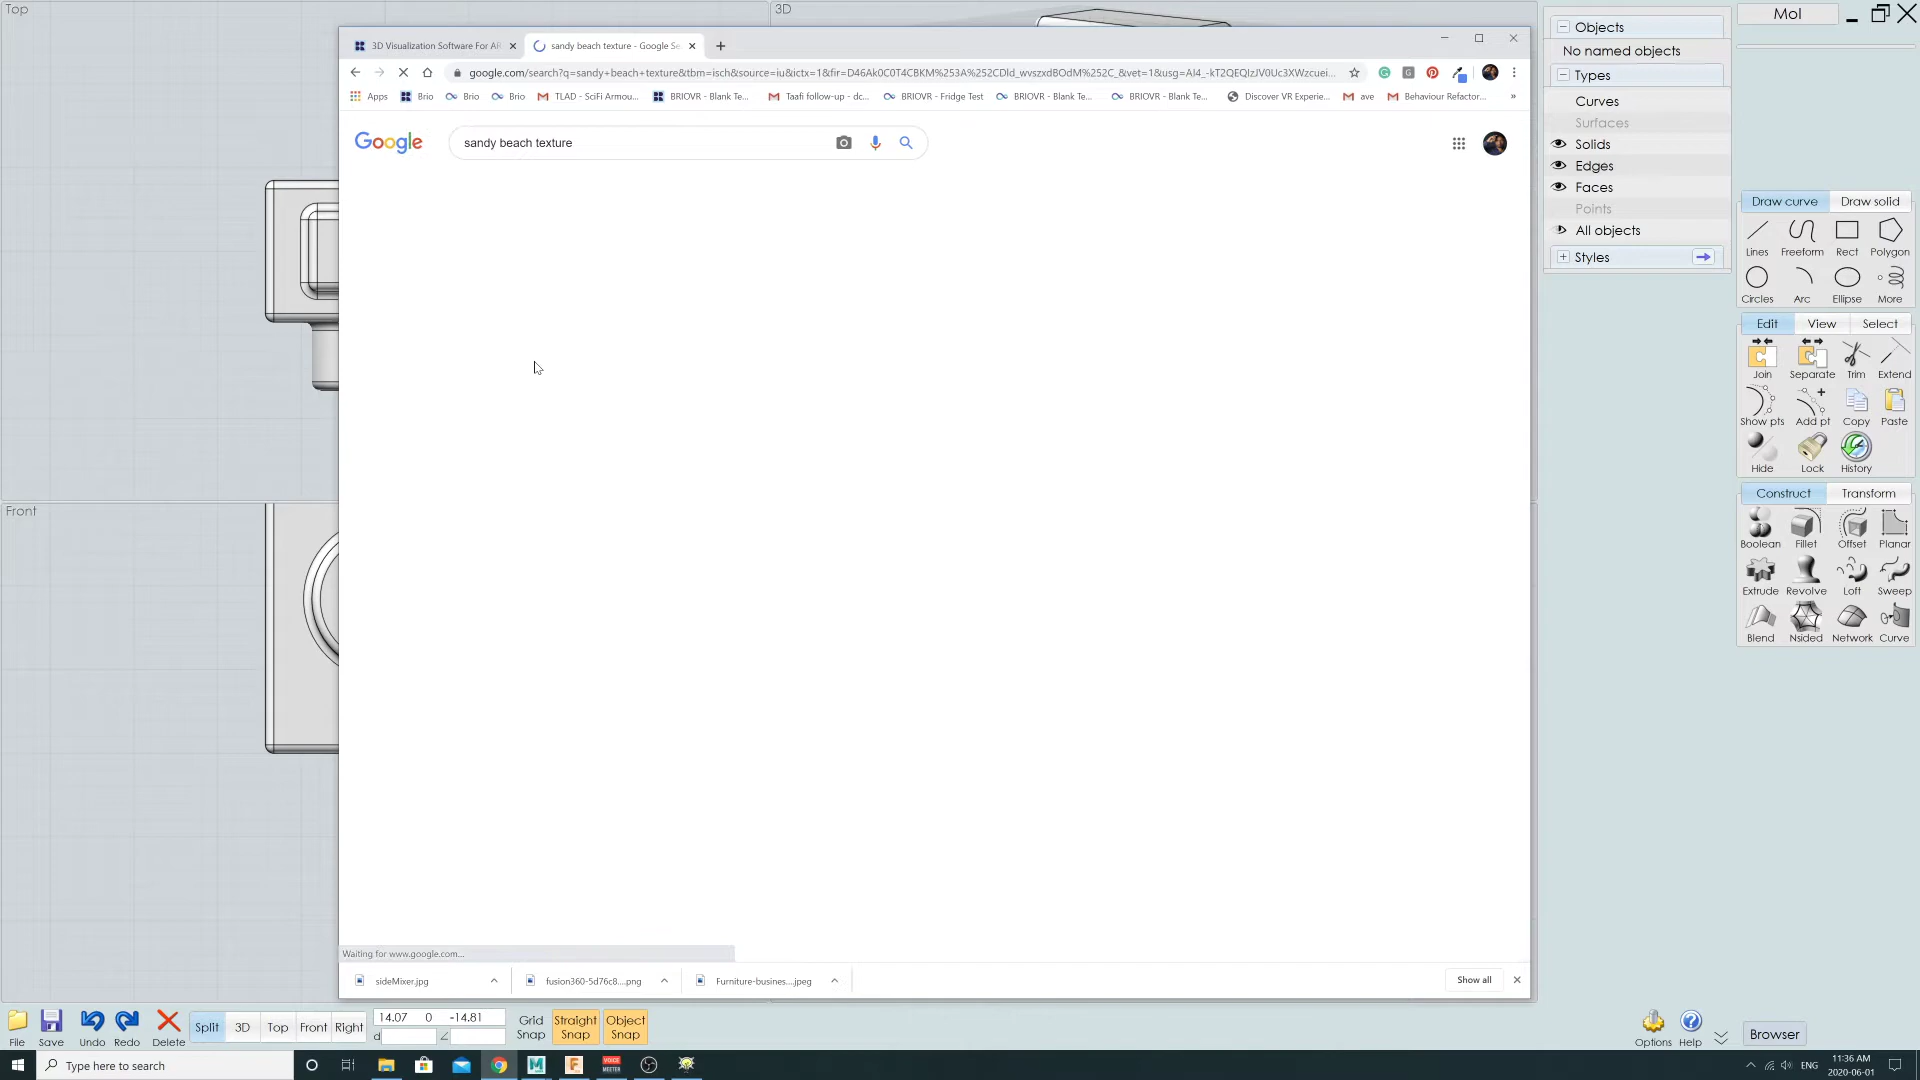 Top
3D
MoI
3D Visualization Software For AR
sandy beach texture - Google Se
google.com/search?q=sandy+beach+texture&tbm=isch&source=iu&ictx=1&fir=D46Ak0C0T4CBKM%253A%252CDId_wvszxdBOdM%252C_&vet=1&usg=AI4_-kT2QEQIzJV0Uc3XWzcuei...
Apps Brio Brio Brio TLAD - SciFi Armou... BRIOVR - Blank Te... Taafi follow-up - dc... BRIOVR - Fridge Test BRIOVR - Blank Te... BRIOVR - Blank Te... Discover VR Experie... ave Behaviour Refactor... »
Google
sandy beach texture
Objects
No named objects
Types
Curves
Surfaces
Solids
Edges
Faces
Points
All objects
Styles
Draw curve Draw solid
Lines Freeform Rect Polygon
Circles Arc Ellipse More
Edit View Select
Join Separate Trim Extend
Show pts Add pt Copy Paste
Hide Lock History
Construct Transform
Boolean Fillet Offset Planar
Extrude Revolve Loft Sweep
Blend Nsided Network Curve
Front
Waiting for www.google.com...
sideMixer.jpg
fusion360-5d76c8....png
Furniture-busines....jpeg
Show all
File Save Undo Redo Delete
Split 3D Top Front Right
14.07 0 -14.81
d
Grid Snap
Straight Snap
Object Snap
Options Help
Browser
Type here to search
VOICE MEETER
ENG
11:36 AM
2020-06-01